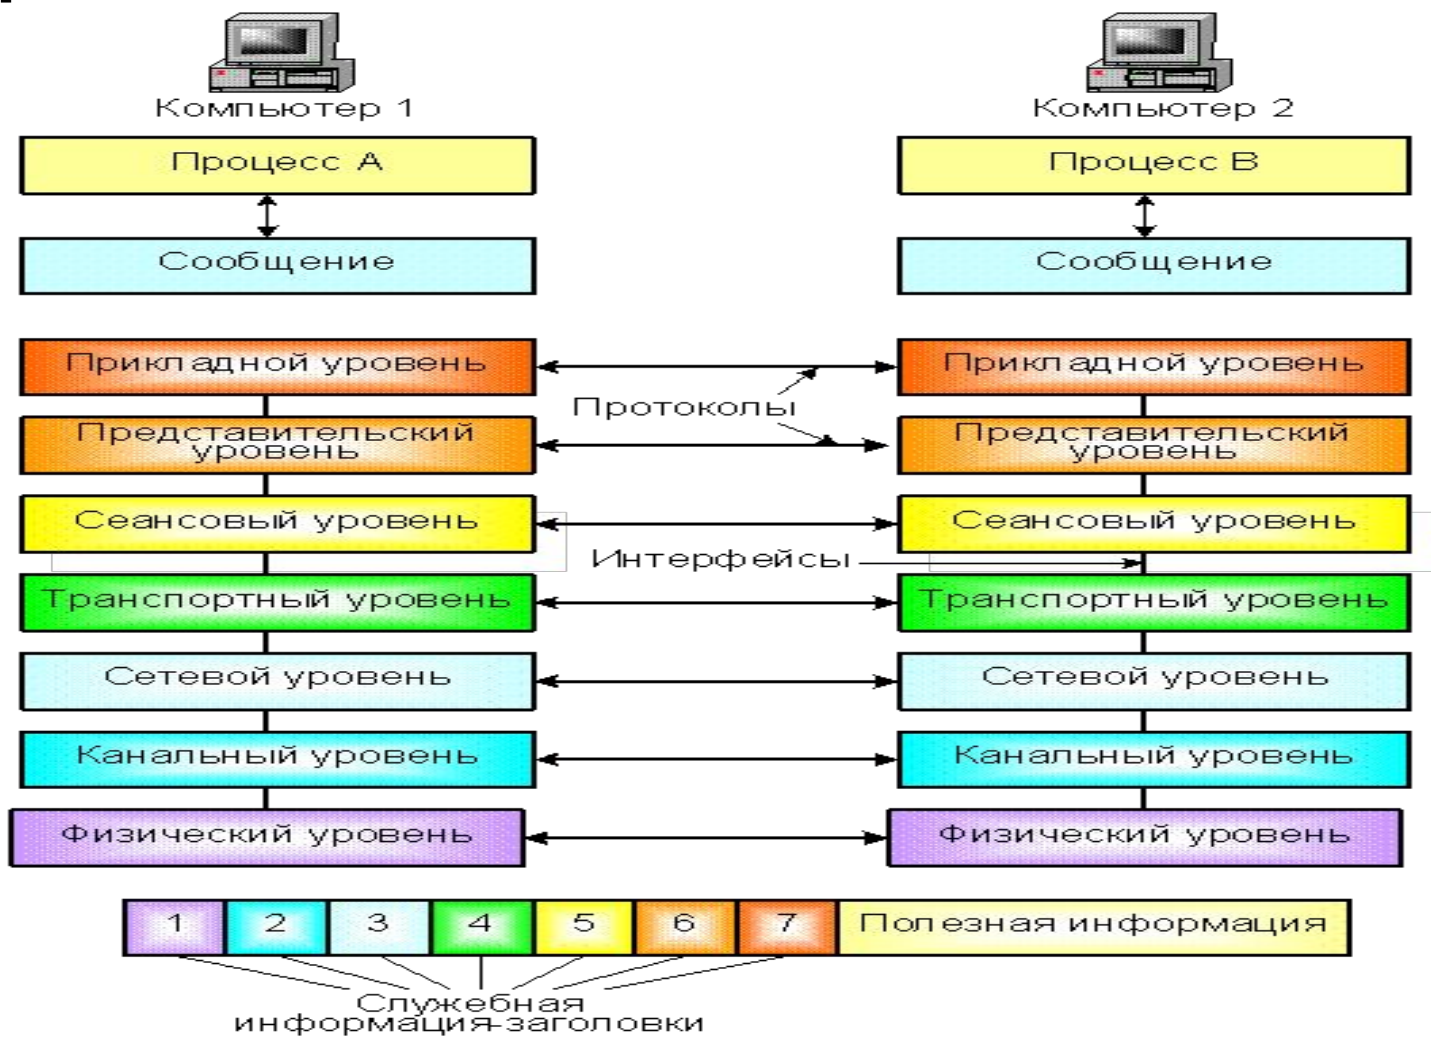 Компьютер 1
Компьютер 2
Процесс А
Процесс В
Сообщение
Сообщение
Прикладной уровень
Прикладной уровень
Протоколы
Представительский
уровень
Представительский
уровень
Сеансовый уровень
Сеансовый уровень
Интерфейсы
Транспортный уровень
Транспортный уровень
Сетевой уровень
Сетевой уровень
Канальный уровень
Канальный уровень
Физический уровень
Физический уровень
1 2 3 4 5 6 7 Полезная информация
Служебная
информация-заголовки